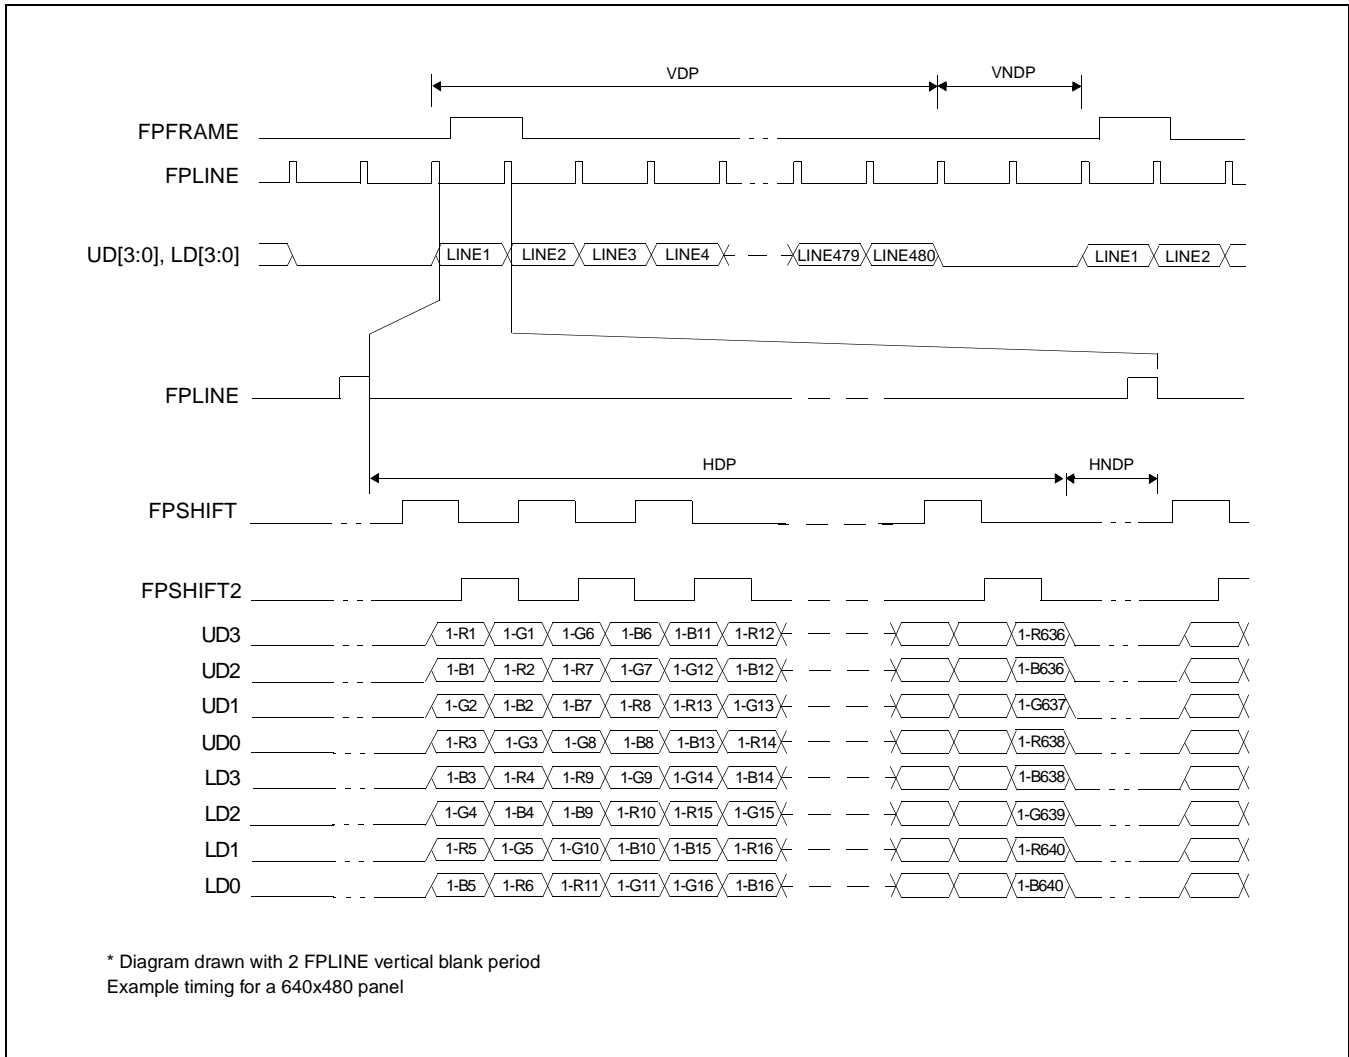 VDP VNDP
FPFRAME
FPLINE
UD[3:0], LD[3:0] LINE1 LINE2 LINE3 LINE4 LINE479 LINE480 LINE1 LINE2
FPLINE
HDP HNDP
FPSHIFT
FPSHIFT2
UD3 1-R1 1-G1 1-G6 1-B6 1-B11 1-R12 1-R636
UD2 1-B1 1-R2 1-R7 1-G7 1-G12 1-B12 1-B636
UD1 1-G2 1-B2 1-B7 1-R8 1-R13 1-G13 1-G637
UD0 1-R3 1-G3 1-G8 1-B8 1-B13 1-R14 1-R638
LD3 1-B3 1-R4 1-R9 1-G9 1-G14 1-B14 1-B638
LD2 1-G4 1-B4 1-B9 1-R10 1-R15 1-G15 1-G639
LD1 1-R5 1-G5 1-G10 1-B10 1-B15 1-R16 1-R640
LD0 1-B5 1-R6 1-R11 1-G11 1-G16 1-B16 1-B640
* Diagram drawn with 2 FPLINE vertical blank period
Example timing for a 640x480 panel